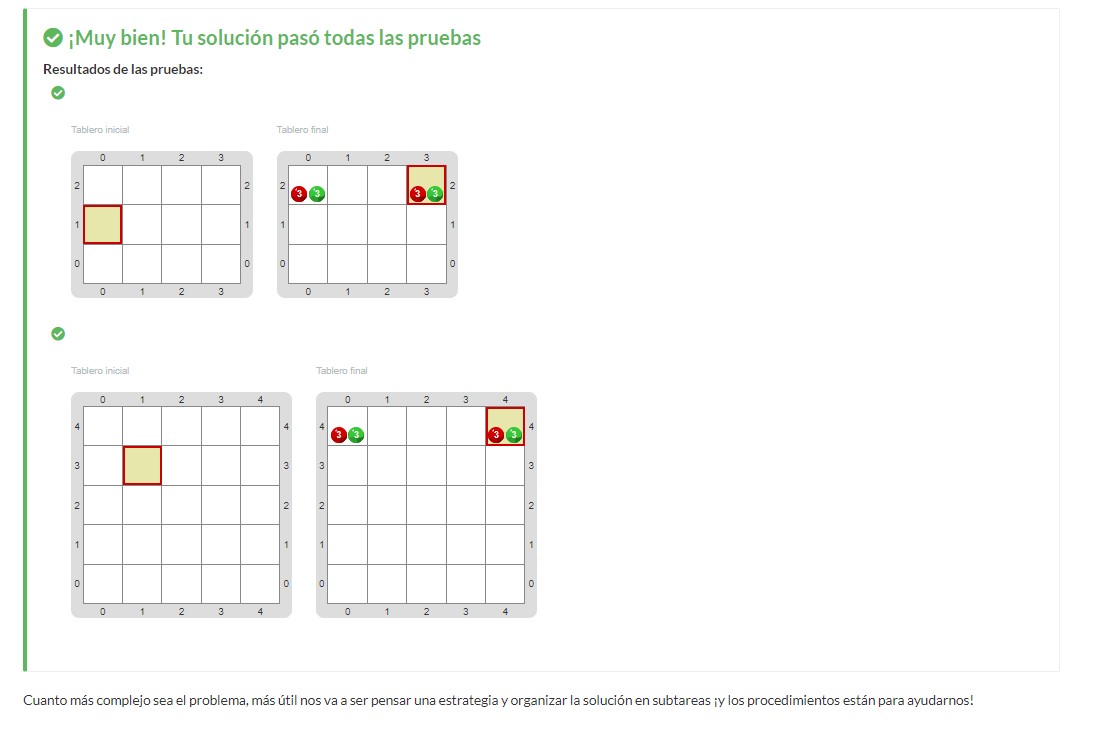 ¡Muy bien! Tu solución pasó todas las pruebas
Resultados de las pruebas:
Tablero inicial
Tablero final
0 1 2 3
0 1 2 3
2 2 2 3 3 3 3 2
1 1 1 1
0 0 0 0
0 1 2 3
0 1 2 3
Tablero inicial
Tablero final
0 1 2 3 4
0 1 2 3 4
4 4 4 3 3 3 3 4
3 3 3 3
2 2 2 2
1 1 1 1
0 0 0 0
0 1 2 3 4
0 1 2 3 4
Cuanto más complejo sea el problema, más útil nos va a ser pensar una estrategia y organizar la solución en subtareas ¡y los procedimientos están para ayudarnos!